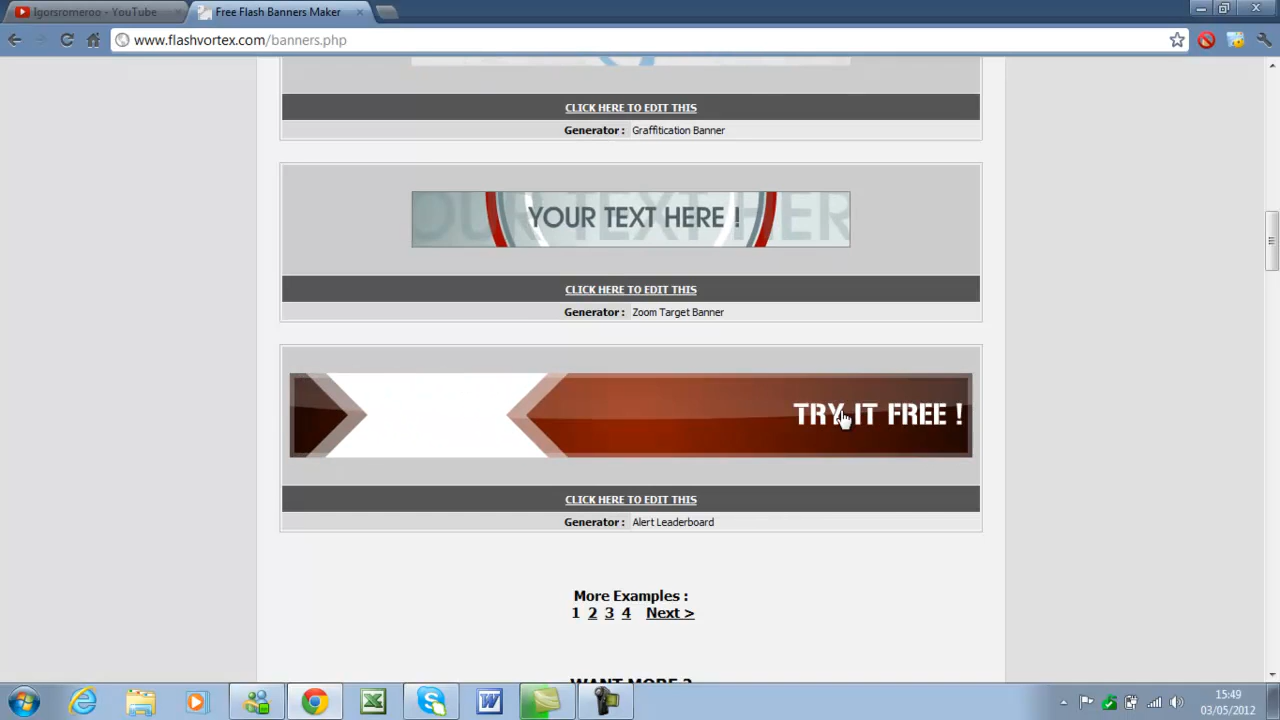 Igorsromeroo - YouTube
Free Flash Banners Maker
www.flashvortex.com/banners.php
CLICK HERE TO EDIT THIS
Generator : Graffitication Banner
YOUR TEXT HERE !
CLICK HERE TO EDIT THIS
Generator : Zoom Target Banner
TRY IT FREE !
CLICK HERE TO EDIT THIS
Generator : Alert Leaderboard
More Examples :
1 2 3 4 Next >
WANT MORE ?
15:49
03/05/2012